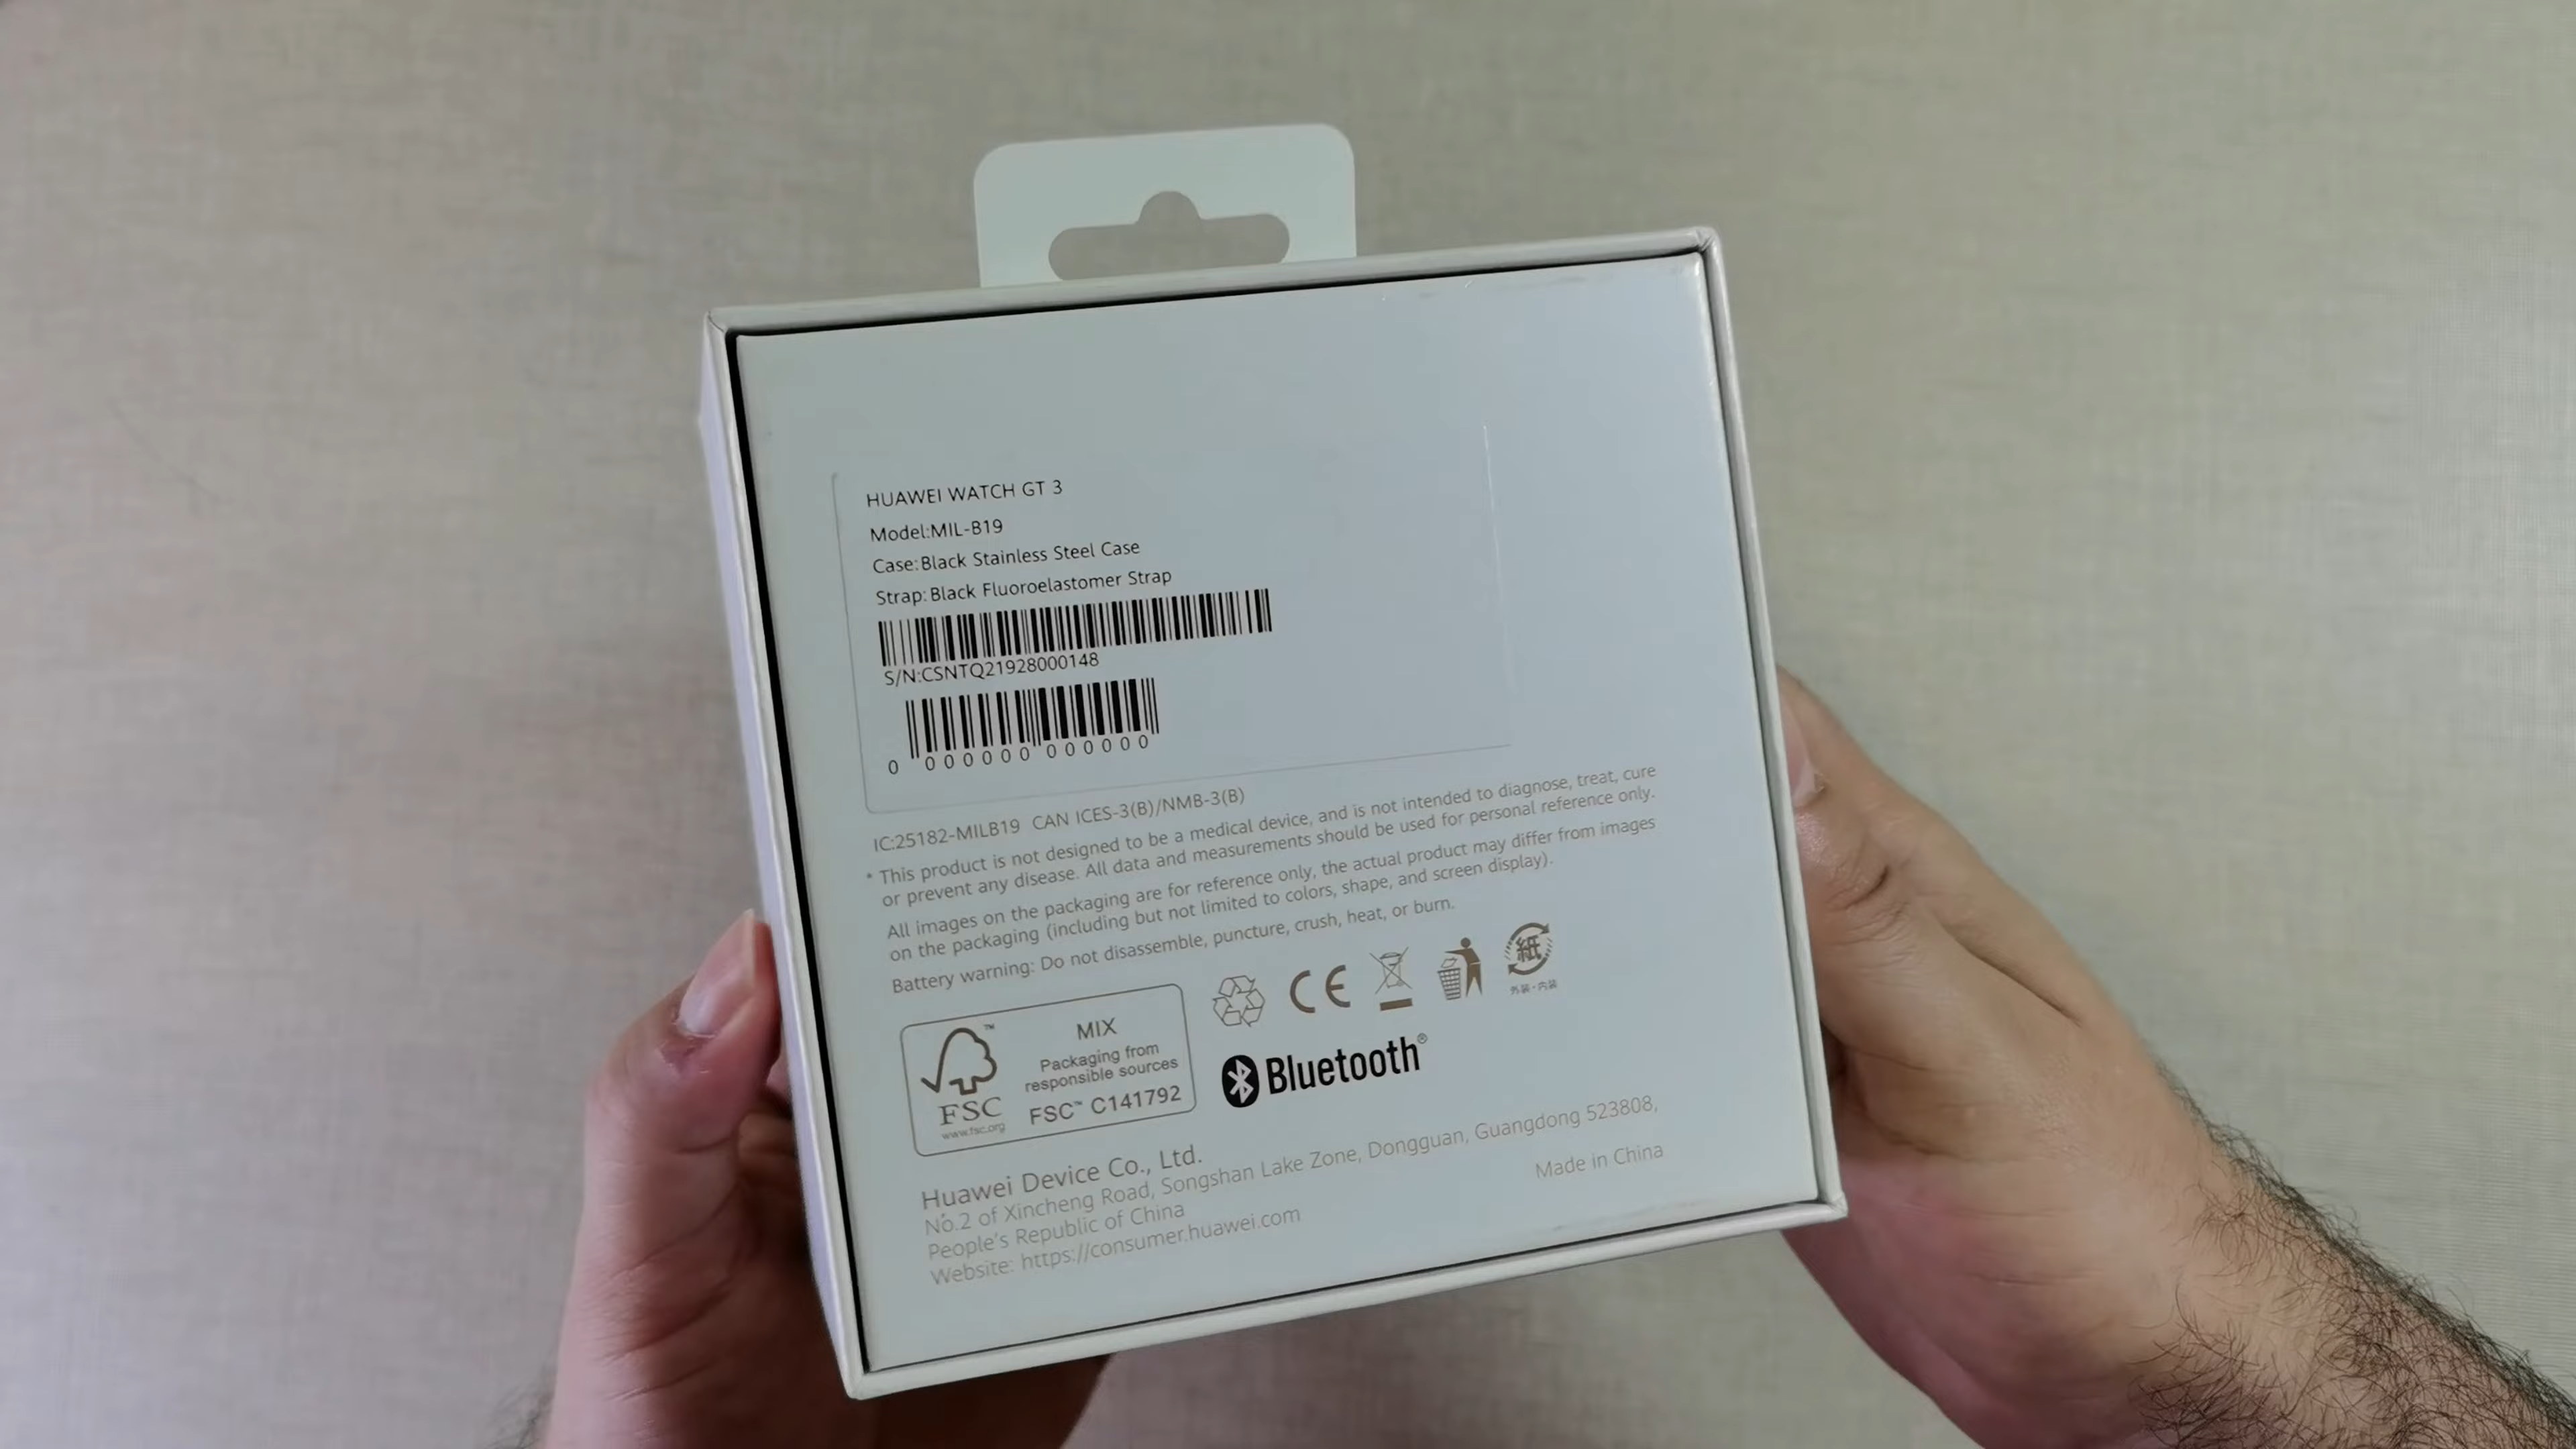 HUAWEI WATCH GT 3
Model:MIL-B19
Case:Black Stainless Steel Case
Strap:Black Fluoroelastomer Strap
S/N:CSNTQ21928000148
0 000000 000000
IC:25182-MILB19 CAN ICES-3(B)/NMB-3(B)
* This product is not designed to be a medical device, and is not intended to diagnose, treat, cure
or prevent any disease. All data and measurements should be used for personal reference only.
All images on the packaging are for reference only, the actual product may differ from images
on the packaging (including but not limited to colors, shape, and screen display).
Battery warning: Do not disassemble, puncture, crush, heat, or burn.
紙
外装・内装
CE
FSC
™
www.fsc.org
MIX
Packaging from
responsible sources
FSC™ C141792
Bluetooth®
Huawei Device Co., Ltd.
No.2 of Xincheng Road, Songshan Lake Zone, Dongguan, Guangdong 523808,
People's Republic of China
Website: https://consumer.huawei.com
Made in China